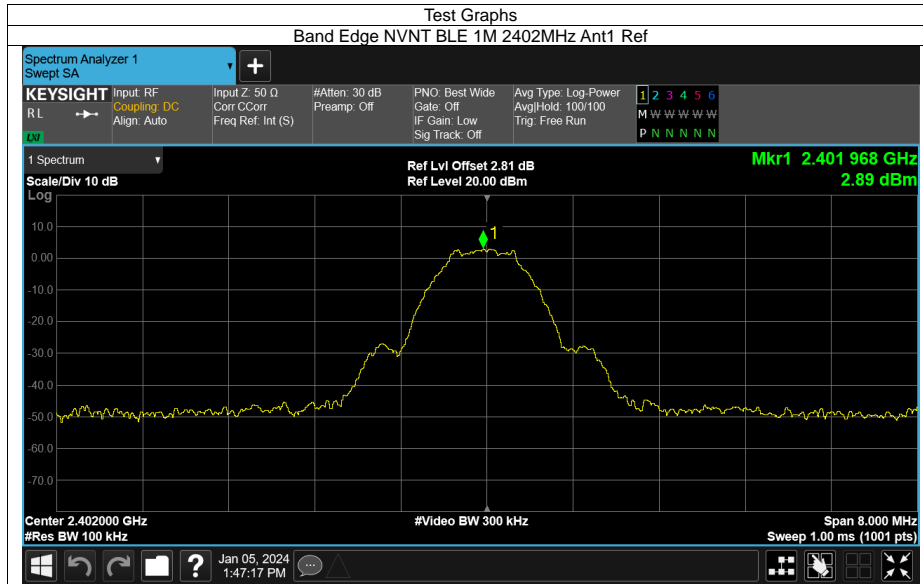 Test Graphs
Band Edge NVNT BLE 1M 2402MHz Ant1 Ref
Spectrum Analyzer 1
Swept SA
+
KEYSIGHT Input: RF Input Z: 50 Ω #Atten: 30 dB PNO: Best Wide Avg Type: Log-Power 1 2 3 4 5 6
R L Coupling: DC Corr CCorr Preamp: Off Gate: Off Avg|Hold: 100/100 M W W W W W
Align: Auto Freq Ref: Int (S) IF Gain: Low Trig: Free Run
LXI Sig Track: Off P N N N N N
1 Spectrum Ref Lvl Offset 2.81 dB Mkr1 2.401 968 GHz
Scale/Div 10 dB Ref Level 20.00 dBm 2.89 dBm
Log
10.0
1
0.00
-10.0
-20.0
-30.0
-40.0
-50.0
-60.0
-70.0
Center 2.402000 GHz #Video BW 300 kHz Span 8.000 MHz
#Res BW 100 kHz Sweep 1.00 ms (1001 pts)
? Jan 05, 2024
1:47:17 PM